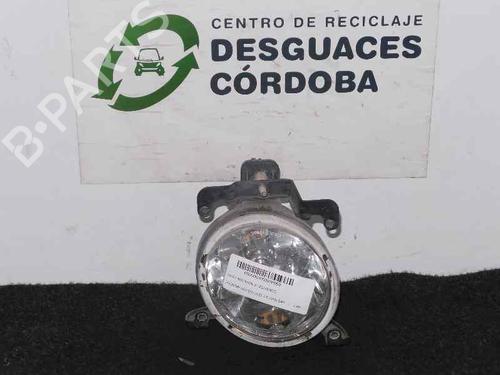 CENTRO DE RECICLAJE
DESGUACES
CÓRDOBA
B-PARTS